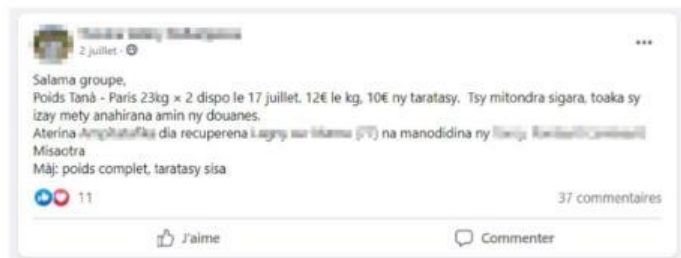 2 juillet ·
Salama groupe,
Poids Tanà - Paris 23kg × 2 dispo le 17 juillet. 12€ le kg, 10€ ny taratasy. Tsy mitondra sigara, toaka sy
izay mety anahirana amin ny douanes.
Aterina dia recuperena na manodidina ny
Misaotra
Màj: poids complet, taratasy sisa
11
37 commentaires
J'aime
Commenter